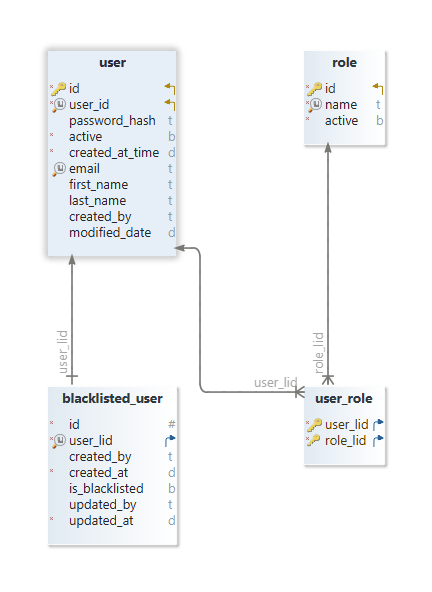 user
id
user_id
password_hash t
* active b
* created_at_time d
email t
first_name t
last_name t
created_by t
modified_date d
role
* id
* name t
* active b
user_lid
role_lid
user_lid
blacklisted_user
* id #
* user_lid
created_by t
* created_at d
is_blacklisted b
updated_by t
* updated_at d
user_role
* user_lid
* role_lid